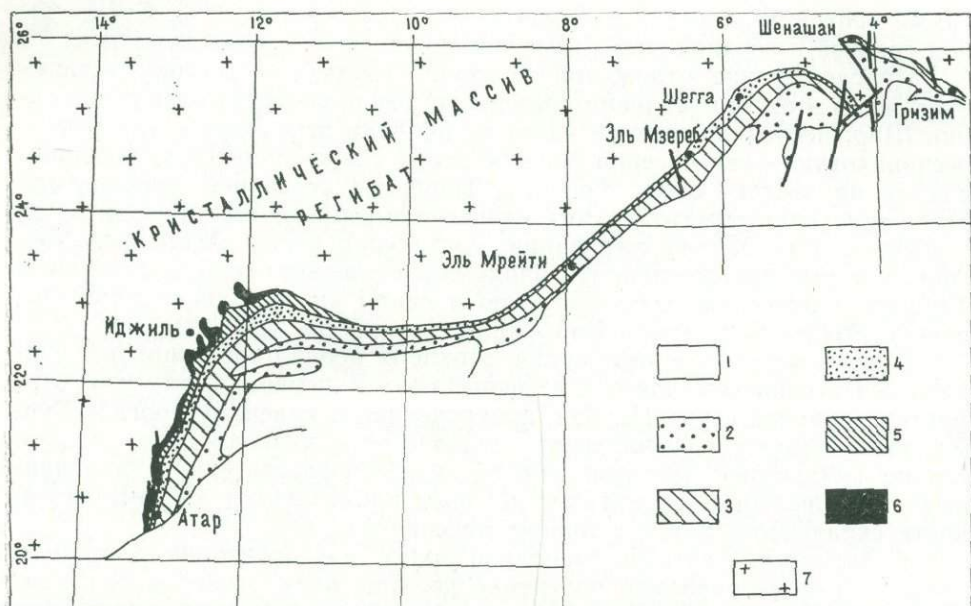 14° 12° 10° 8° 6° 4°
26°
Шенашан
Шегга
Гризим
Эль Мзереб
КРИСТАЛЛИЧЕСКИЙ МАССИВ
РЕГИБАТ
24°
Эль Мрейти
Иджиль
22°
Атар
20°
1 4
2 5
3 6
7